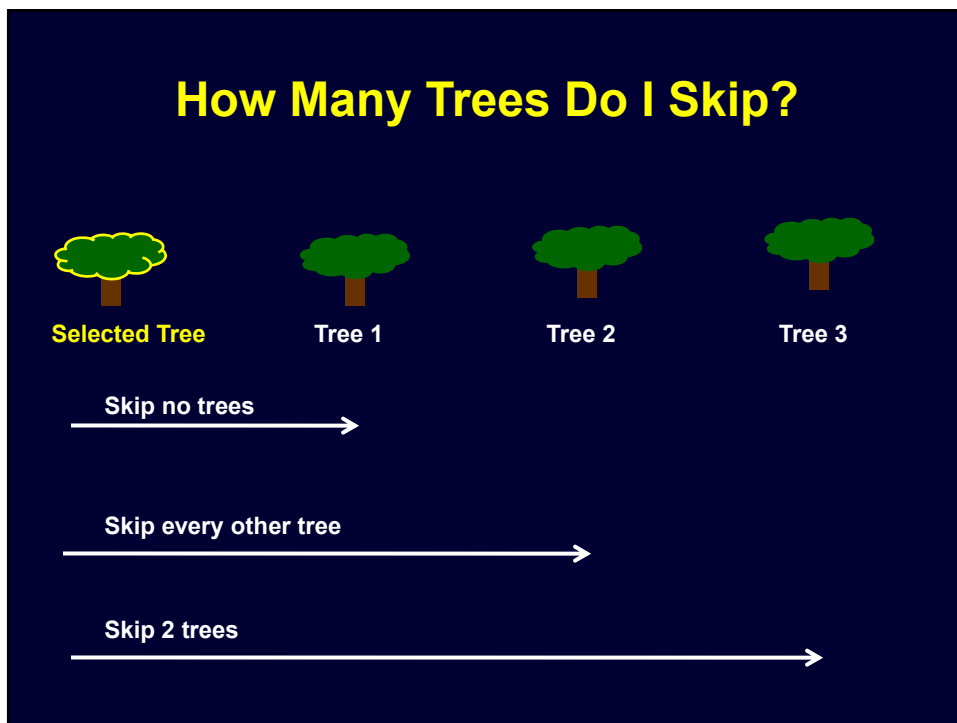 How Many Trees Do I Skip?
Selected Tree
Tree 1
Tree 2
Tree 3
Skip no trees
Skip every other tree
Skip 2 trees